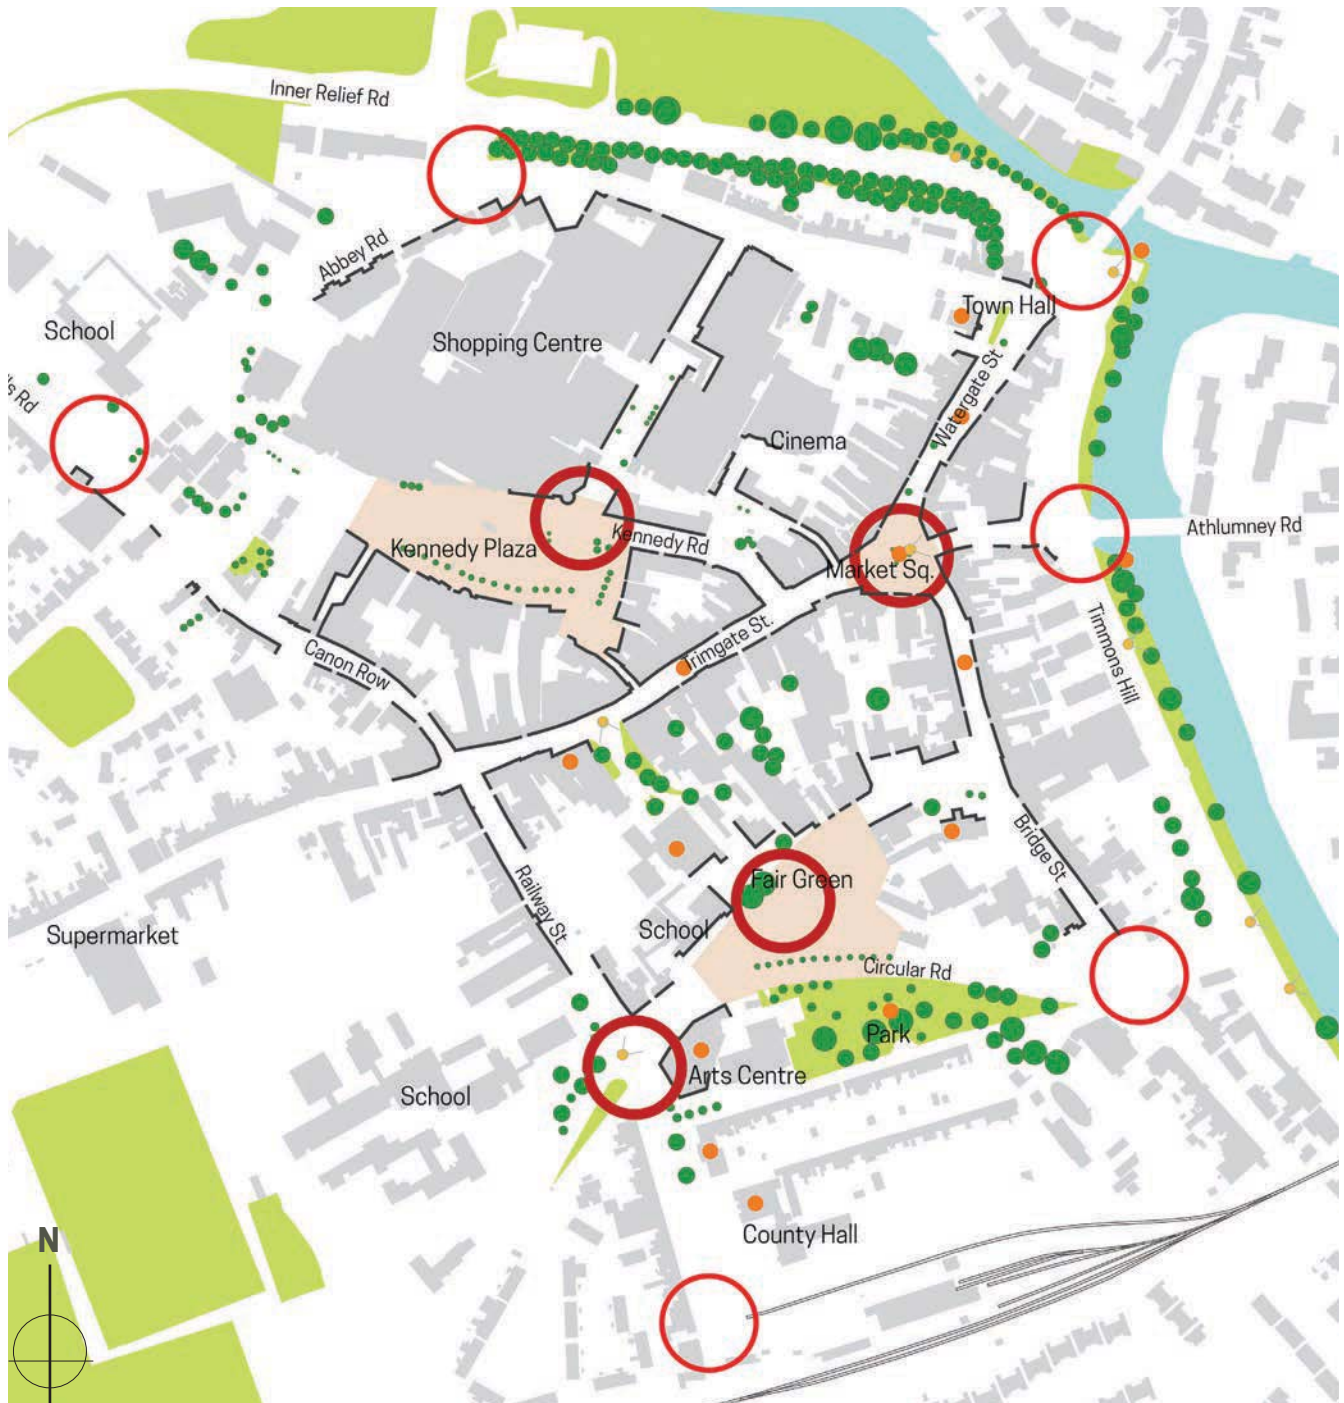 Inner Relief Rd
Abbey Rd
School
Shopping Centre
Town Hall
ls Rd
Watergate St
Cinema
Athlumney Rd
Kennedy Plaza
Kennedy Rd
Market Sq.
Timmons Hill
Trimgate St.
Canon Row
Bridge St
Railway St
Fair Green
School
Supermarket
Circular Rd
Park
Arts Centre
School
County Hall
N